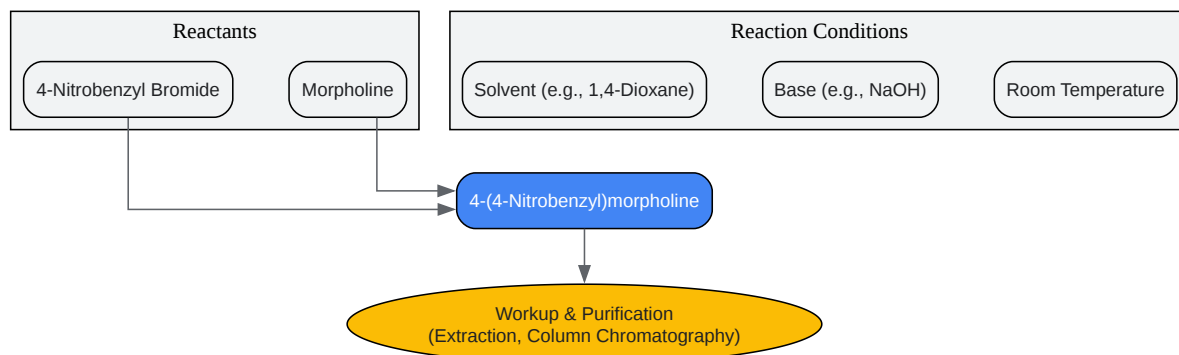 Reactants
Reaction Conditions
4-Nitrobenzyl Bromide
Morpholine
Solvent (e.g., 1,4-Dioxane)
Base (e.g., NaOH)
Room Temperature
4-(4-Nitrobenzyl)morpholine
Workup & Purification
(Extraction, Column Chromatography)